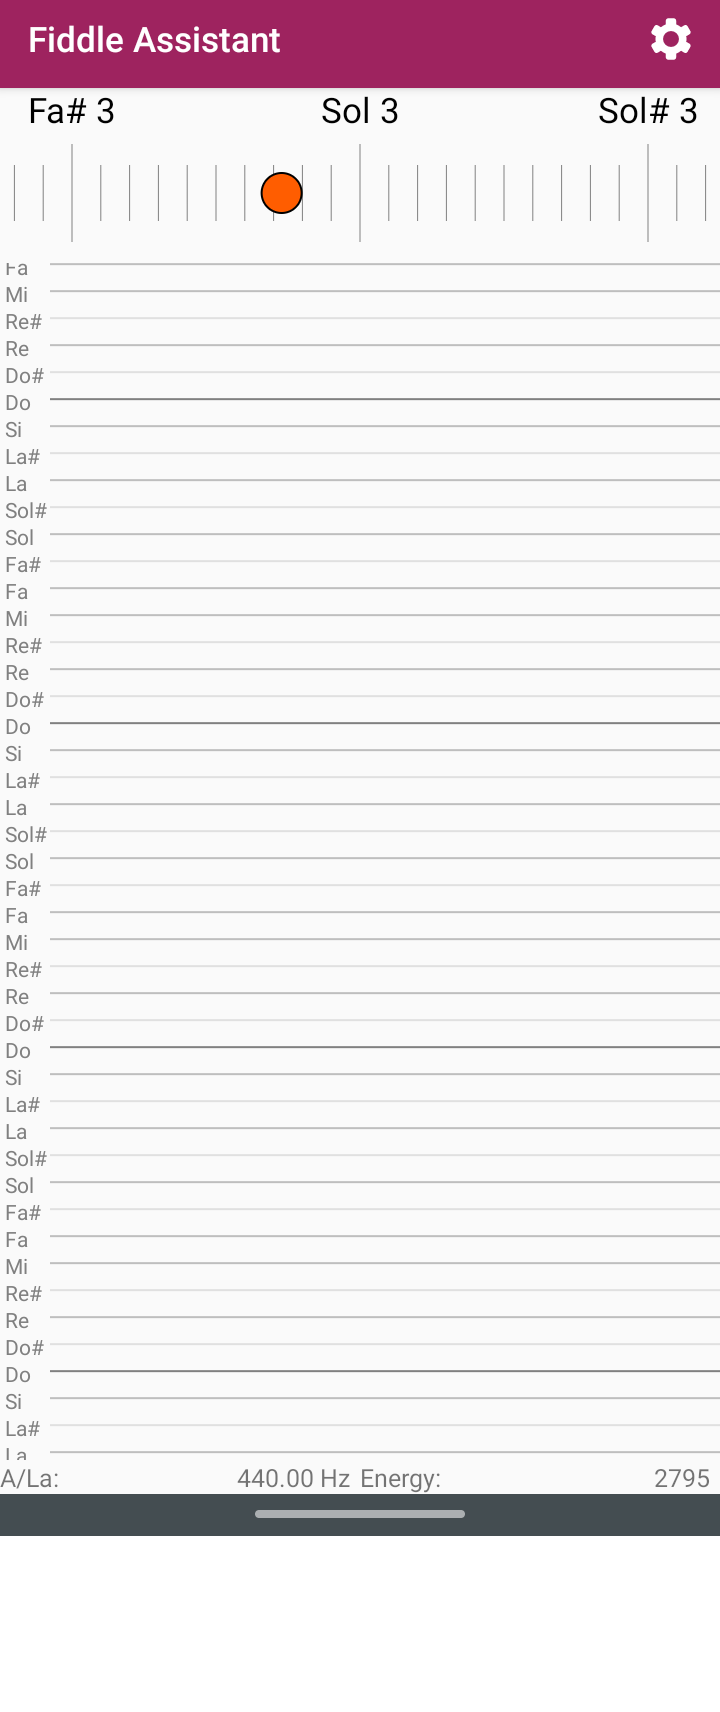 Fiddle Assistant
Fa# 3 Sol 3 Sol# 3
Fa
Mi
Re#
Re
Do#
Do
Si
La#
La
Sol#
Sol
Fa#
Fa
Mi
Re#
Re
Do#
Do
Si
La#
La
Sol#
Sol
Fa#
Fa
Mi
Re#
Re
Do#
Do
Si
La#
La
Sol#
Sol
Fa#
Fa
Mi
Re#
Re
Do#
Do
Si
La#
La
A/La: 440.00 Hz Energy: 2795